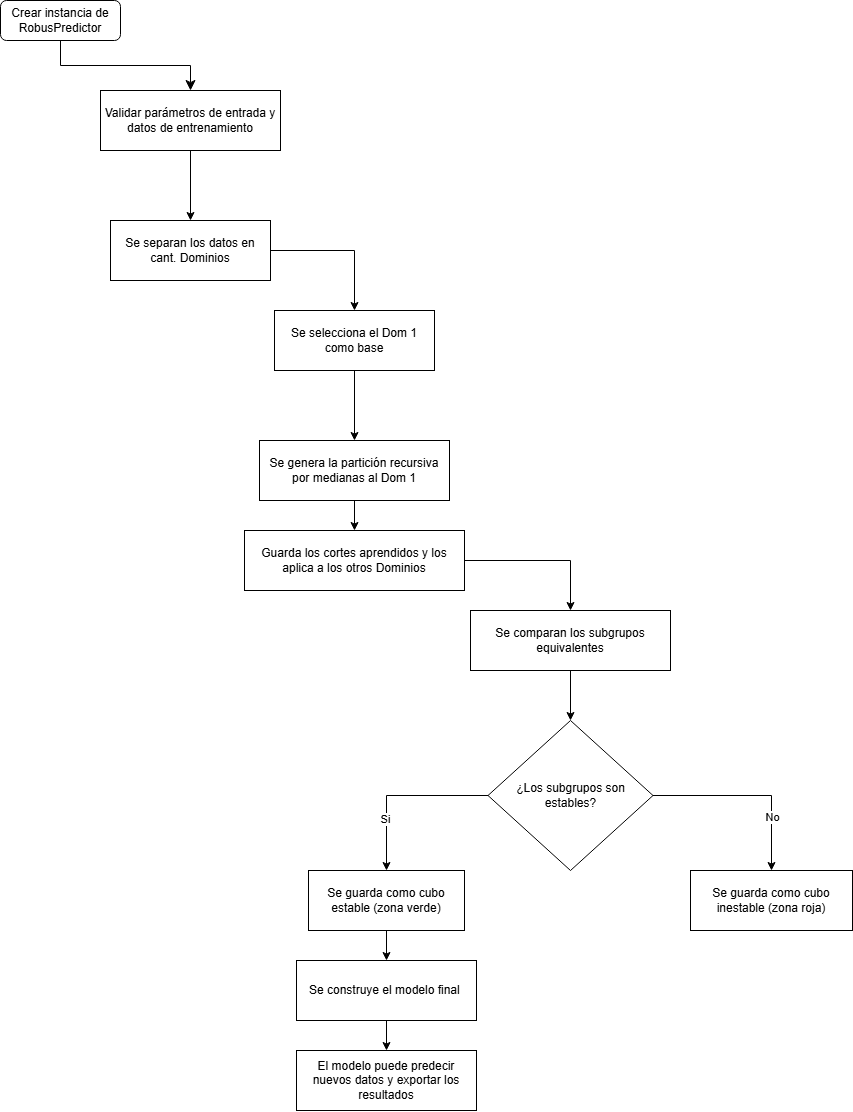 Crear instancia de
RobusPredictor
Validar parámetros de entrada y
datos de entrenamiento
Se separan los datos en
cant. Dominios
Se selecciona el Dom 1
como base
Se genera la partición recursiva
por medianas al Dom 1
Guarda los cortes aprendidos y los
aplica a los otros Dominios
Se comparan los subgrupos
equivalentes
¿Los subgrupos son
estables?
Si
No
Se guarda como cubo
estable (zona verde)
Se guarda como cubo
inestable (zona roja)
Se construye el modelo final
El modelo puede predecir
nuevos datos y exportar los
resultados